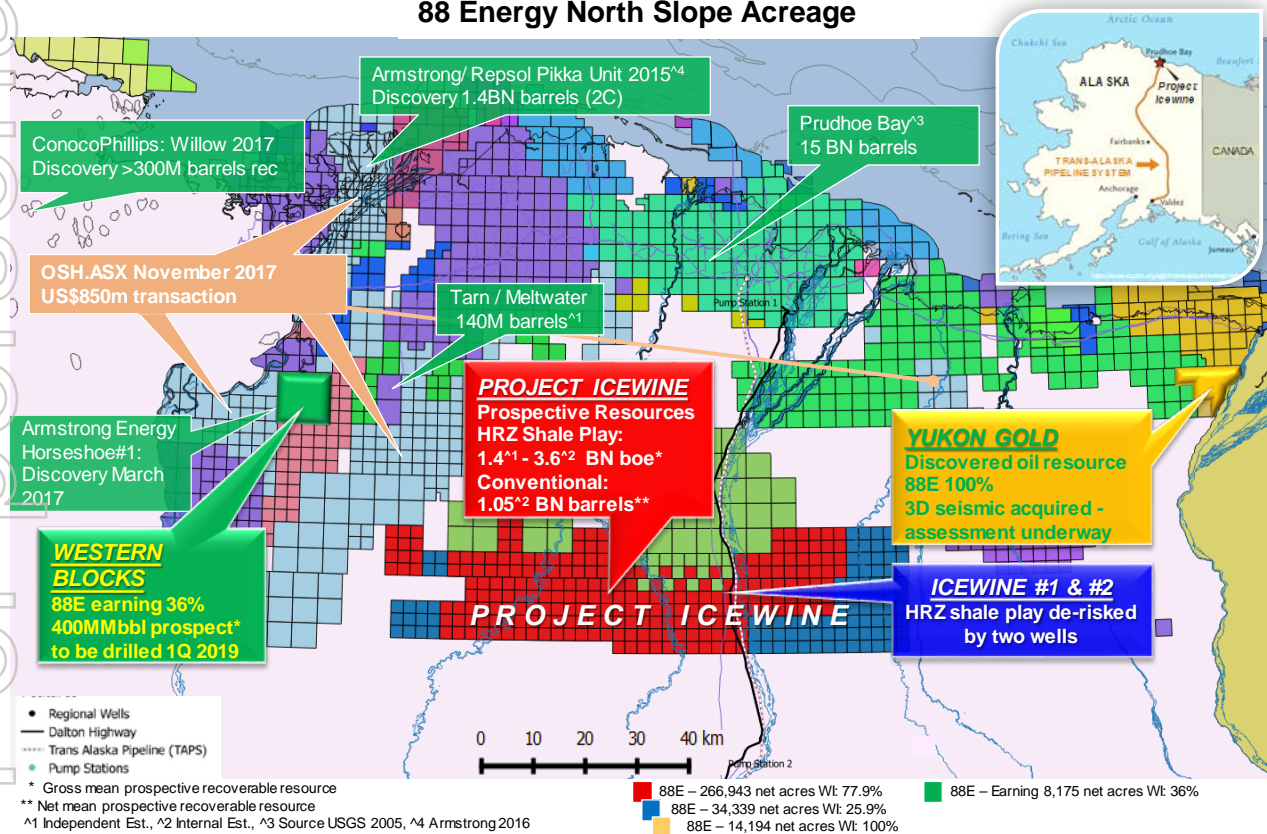 88 Energy North Slope Acreage
Armstrong/ Repsol Pikka Unit 2015^4
Discovery 1.4BN barrels (2C)
ConocoPhillips: Willow 2017
Discovery >300M barrels rec
Prudhoe Bay^3
15 BN barrels
Arctic Ocean
Chukchi Sea
Prudhoe Bay
Beaufort
ALASKA
Project
Icewine
Fairbanks
CANADA
TRANS-ALASKA
PIPELINE SYSTEM
Anchorage
Valdez
Bering Sea
Gulf of Alaska
Juneau
OSH.ASX November 2017
US$850m transaction
Tarn / Meltwater
140M barrels^1
Pump Station 1
PROJECT ICEWINE
Prospective Resources
HRZ Shale Play:
1.4^1 - 3.6^2 BN boe*
Conventional:
1.05^2 BN barrels**
Armstrong Energy
Horseshoe#1:
Discovery March
2017
YUKON GOLD
Discovered oil resource
88E 100%
3D seismic acquired -
assessment underway
WESTERN
BLOCKS
88E earning 36%
400MMbbl prospect*
to be drilled 1Q 2019
PROJECT ICEWINE
ICEWINE #1 & #2
HRZ shale play de-risked
by two wells
Regional Wells
Dalton Highway
Trans Alaska Pipeline (TAPS)
Pump Stations
0 10 20 30 40 km
Pump Station 2
* Gross mean prospective recoverable resource
** Net mean prospective recoverable resource
^1 Independent Est., ^2 Internal Est., ^3 Source USGS 2005, ^4 Armstrong 2016
88E – 266,943 net acres WI: 77.9%
88E – 34,339 net acres WI: 25.9%
88E – 14,194 net acres WI: 100%
88E – Earning 8,175 net acres WI: 36%